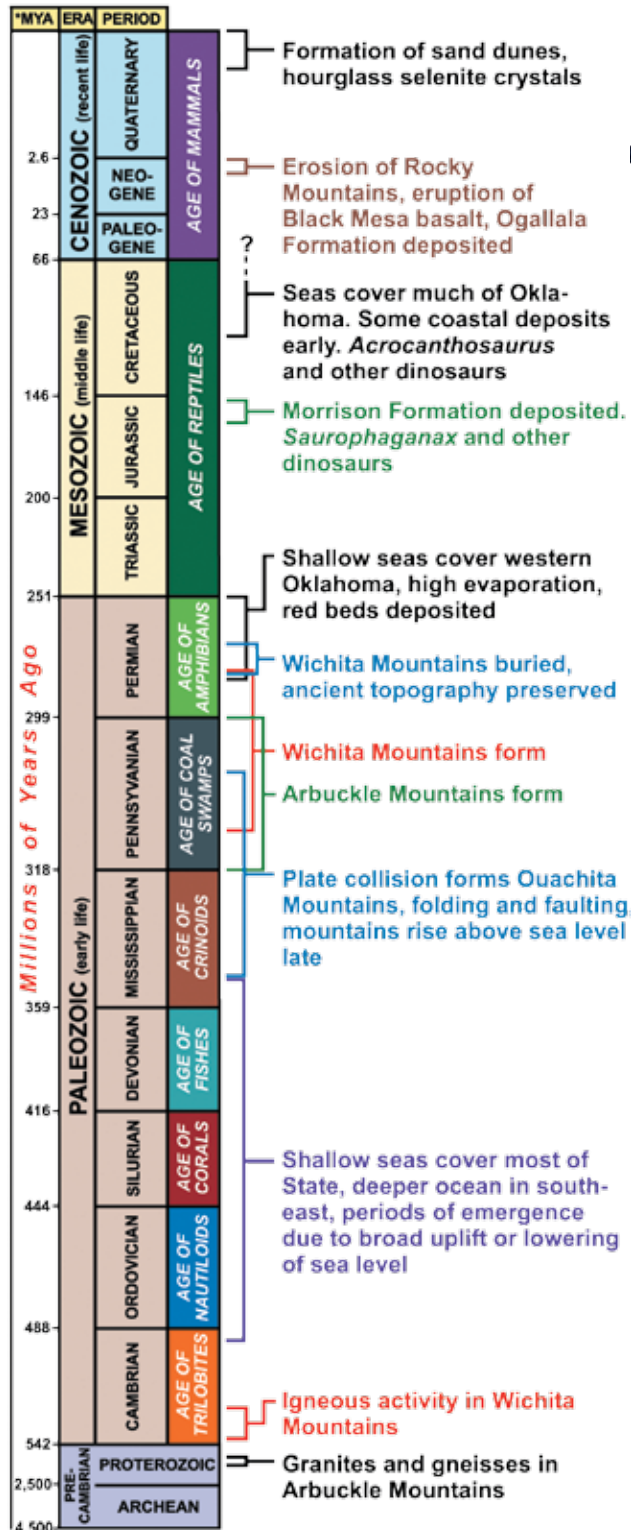 *MYA ERA PERIOD
CENOZOIC (recent life)
QUATERNARY
AGE OF MAMMALS
Formation of sand dunes,
hourglass selenite crystals
2.6
NEO-
GENE
Erosion of Rocky
Mountains, eruption of
Black Mesa basalt, Ogallala
Formation deposited
23
PALEO-
GENE
66
?
MESOZOIC (middle life)
CRETACEOUS
AGE OF REPTILES
Seas cover much of Okla-
homa. Some coastal deposits
early. Acrocanthosaurus
and other dinosaurs
146
JURASSIC
Morrison Formation deposited.
Saurophaganax and other
dinosaurs
200
TRIASSIC
Shallow seas cover western
Oklahoma, high evaporation,
red beds deposited
251
Millions of Years Ago
PALEOZOIC (early life)
PERMIAN
AGE OF
AMPHIBIANS
Wichita Mountains buried,
ancient topography preserved
299
PENNSYVANIAN
AGE OF COAL
SWAMPS
Wichita Mountains form
Arbuckle Mountains form
318
MISSISSIPPIAN
AGE OF
CRINOIDS
Plate collision forms Ouachita
Mountains, folding and faulting,
mountains rise above sea level
late
359
DEVONIAN
AGE OF
FISHES
416
SILURIAN
AGE OF
CORALS
Shallow seas cover most of
State, deeper ocean in south-
east, periods of emergence
due to broad uplift or lowering
of sea level
444
ORDOVICIAN
AGE OF
NAUTILOIDS
488
CAMBRIAN
AGE OF
TRILOBITES
Igneous activity in Wichita
Mountains
542
PRE-
CAMBRIAN
PROTEROZOIC
Granites and gneisses in
Arbuckle Mountains
2,500
ARCHEAN
4,500